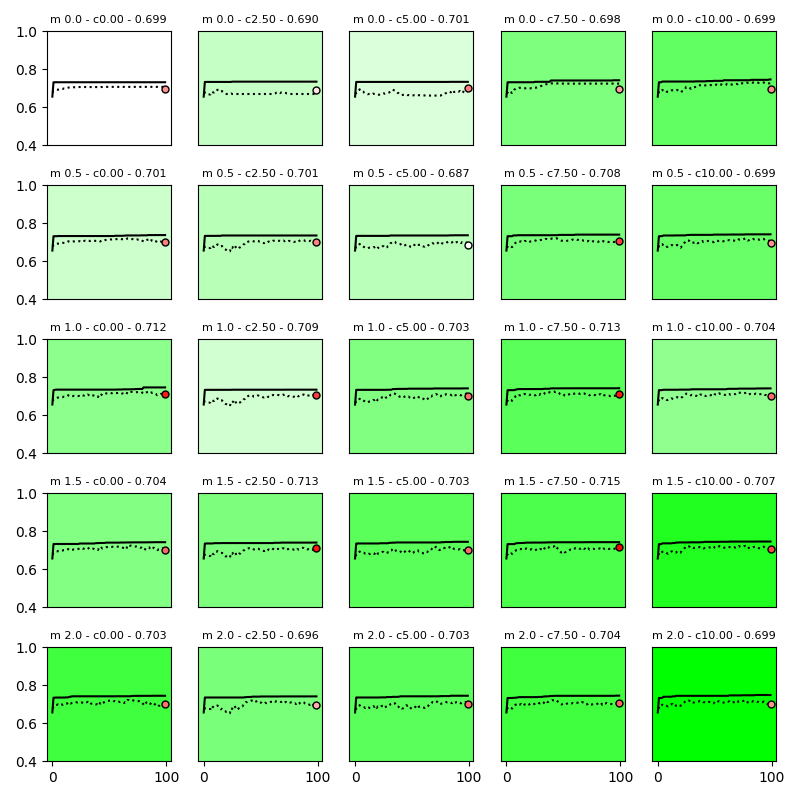 m 0.0 - c0.00 - 0.699
m 0.0 - c2.50 - 0.690
m 0.0 - c5.00 - 0.701
m 0.0 - c7.50 - 0.698
m 0.0 - c10.00 - 0.699
1.0
0.8
0.6
0.4
m 0.5 - c0.00 - 0.701
m 0.5 - c2.50 - 0.701
m 0.5 - c5.00 - 0.687
m 0.5 - c7.50 - 0.708
m 0.5 - c10.00 - 0.699
1.0
0.8
0.6
0.4
m 1.0 - c0.00 - 0.712
m 1.0 - c2.50 - 0.709
m 1.0 - c5.00 - 0.703
m 1.0 - c7.50 - 0.713
m 1.0 - c10.00 - 0.704
1.0
0.8
0.6
0.4
m 1.5 - c0.00 - 0.704
m 1.5 - c2.50 - 0.713
m 1.5 - c5.00 - 0.703
m 1.5 - c7.50 - 0.715
m 1.5 - c10.00 - 0.707
1.0
0.8
0.6
0.4
m 2.0 - c0.00 - 0.703
m 2.0 - c2.50 - 0.696
m 2.0 - c5.00 - 0.703
m 2.0 - c7.50 - 0.704
m 2.0 - c10.00 - 0.699
1.0
0.8
0.6
0.4
0 100
0 100
0 100
0 100
0 100